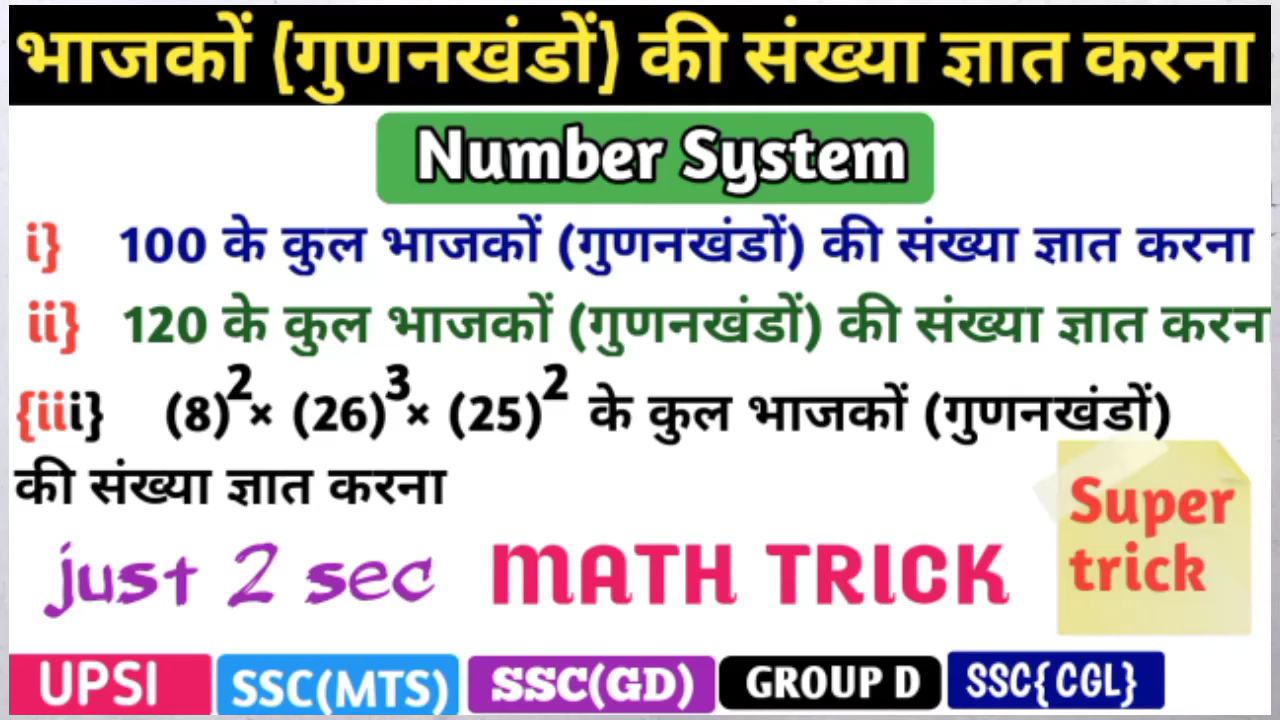 भाजकों (गुणनखंडों) की संख्या ज्ञात करना
Number System
i} 100 के कुल भाजकों (गुणनखंडों) की संख्या ज्ञात करना
ii} 120 के कुल भाजकों (गुणनखंडों) की संख्या ज्ञात करन
{iii} (8)² × (26)³ × (25)² के कुल भाजकों (गुणनखंडों)
की संख्या ज्ञात करना
Super
trick
just 2 sec MATH TRICK
UPSI SSC(MTS) SSC(GD) GROUP D SSC{CGL}